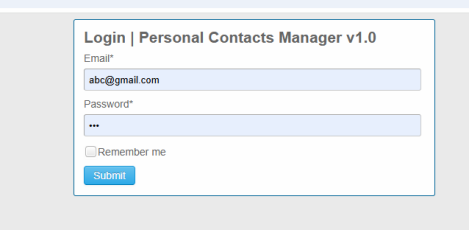 Login | Personal Contacts Manager v1.0
Email*
abc@gmail.com
Password*
•••
Remember me
Submit